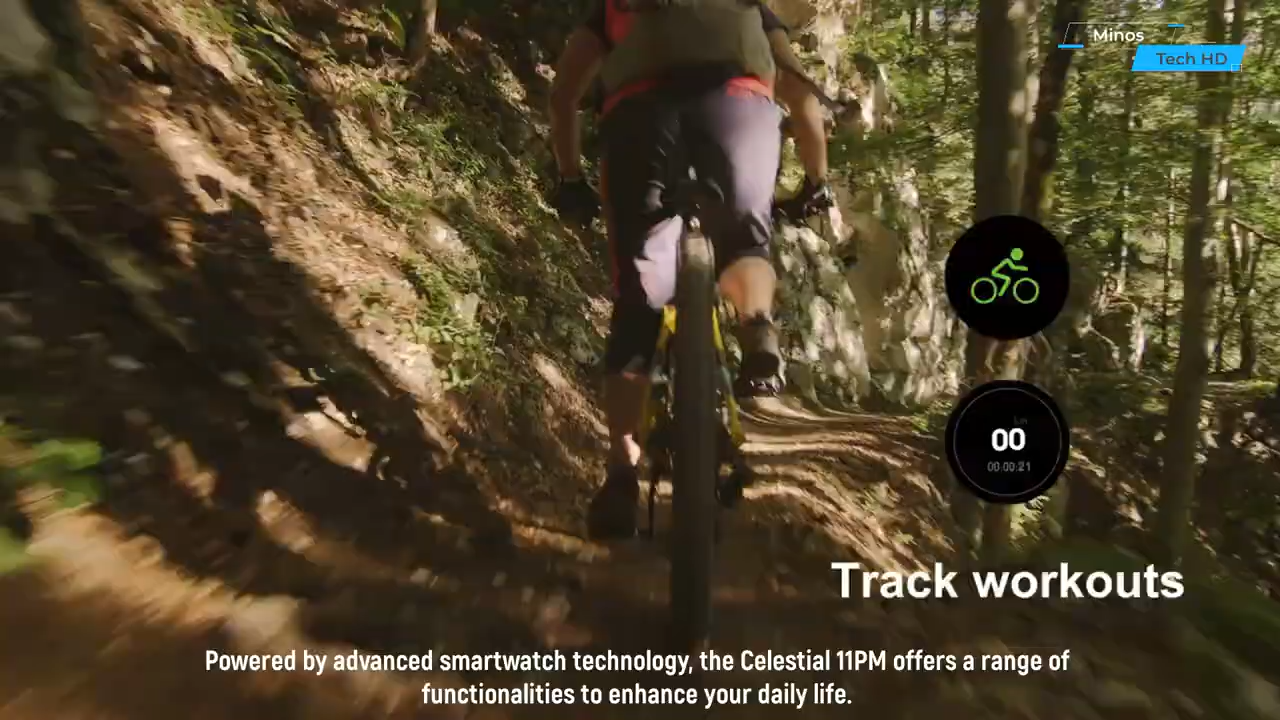 Minos
Tech HD
00
00:00:21
Track workouts
Powered by advanced smartwatch technology, the Celestial 11PM offers a range of
functionalities to enhance your daily life.